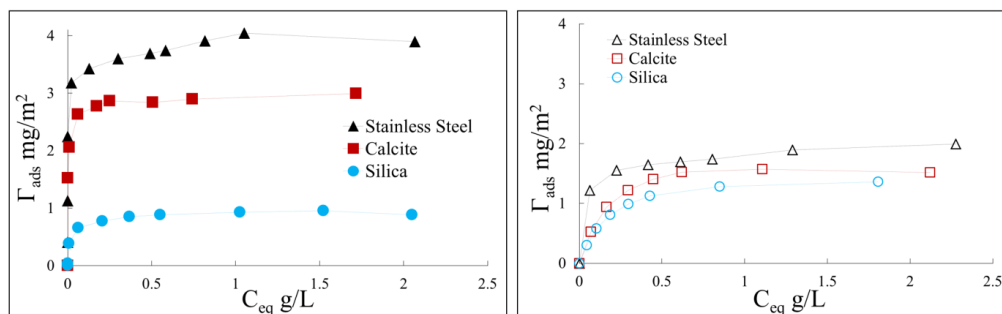 4
3
2
1
0
Γads mg/m²
Stainless Steel
Calcite
Silica
0 0.5 1 1.5 2 2.5
Ceq g/L
4
3
2
1
0
Γads mg/m²
Stainless Steel
Calcite
Silica
0 0.5 1 1.5 2 2.5
Ceq g/L